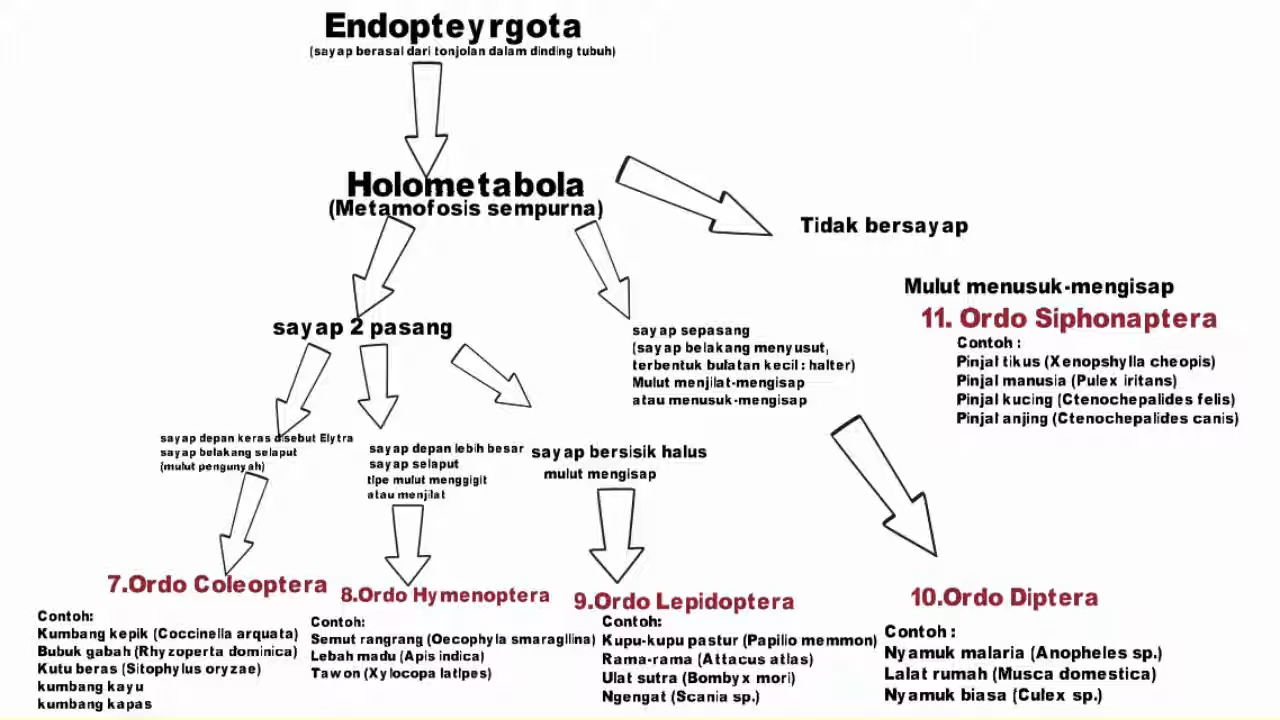 Endopteyrgota
(sayap berasal dari tonjolan dalam dinding tubuh)
Holometabola
(Metamofosis sempurna)
Tidak bersayap
Mulut menusuk-mengisap
11. Ordo Siphonaptera
Contoh :
Pinjal tikus (Xenopshylla cheopis)
Pinjal manusia (Pulex iritans)
Pinjal kucing (Ctenochepalides felis)
Pinjal anjing (Ctenochepalides canis)
sayap 2 pasang
sayap sepasang
(sayap belakang menyusut,
terbentuk bulatan kecil : halter)
Mulut menjilat-mengisap
atau menusuk-mengisap
sayap depan keras disebut Elytra
sayap belakang selaput
(mulut pengunyah)
sayap depan lebih besar
sayap selaput
tipe mulut menggigit
atau menjilat
sayap bersisik halus
mulut mengisap
7.Ordo Coleoptera
Contoh:
Kumbang kepik (Coccinella arquata)
Bubuk gabah (Rhyzoperta dominica)
Kutu beras (Sitophylus oryzae)
kumbang kayu
kumbang kapas
8.Ordo Hymenoptera
Contoh:
Semut rangrang (Oecophyla smaragllina)
Lebah madu (Apis indica)
Tawon (Xylocopa latipes)
9.Ordo Lepidoptera
Contoh:
Kupu-kupu pastur (Papilio memmon)
Rama-rama (Attacus atlas)
Ulat sutra (Bombyx mori)
Ngengat (Scania sp.)
10.Ordo Diptera
Contoh :
Nyamuk malaria (Anopheles sp.)
Lalat rumah (Musca domestica)
Nyamuk biasa (Culex sp.)